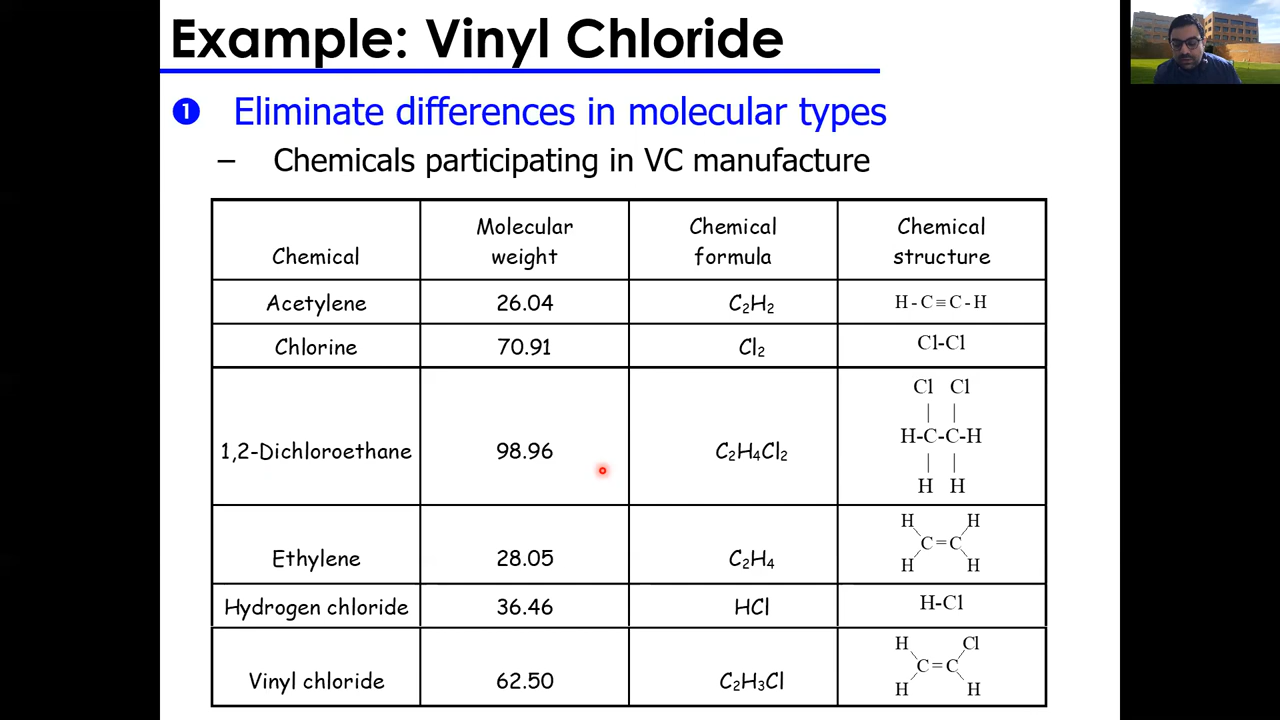 Example: Vinyl Chloride
❶ Eliminate differences in molecular types
– Chemicals participating in VC manufacture
Chemical Molecular weight Chemical formula Chemical structure
Acetylene 26.04 C₂H₂ H - C ≡ C - H
Chlorine 70.91 Cl₂ Cl-Cl
Cl Cl
| |
1,2-Dichloroethane 98.96 C₂H₄Cl₂ H-C-C-H
| |
H H
H H
Ethylene 28.05 C₂H₄ C = C
H H
Hydrogen chloride 36.46 HCl H-Cl
H Cl
Vinyl chloride 62.50 C₂H₃Cl C = C
H H